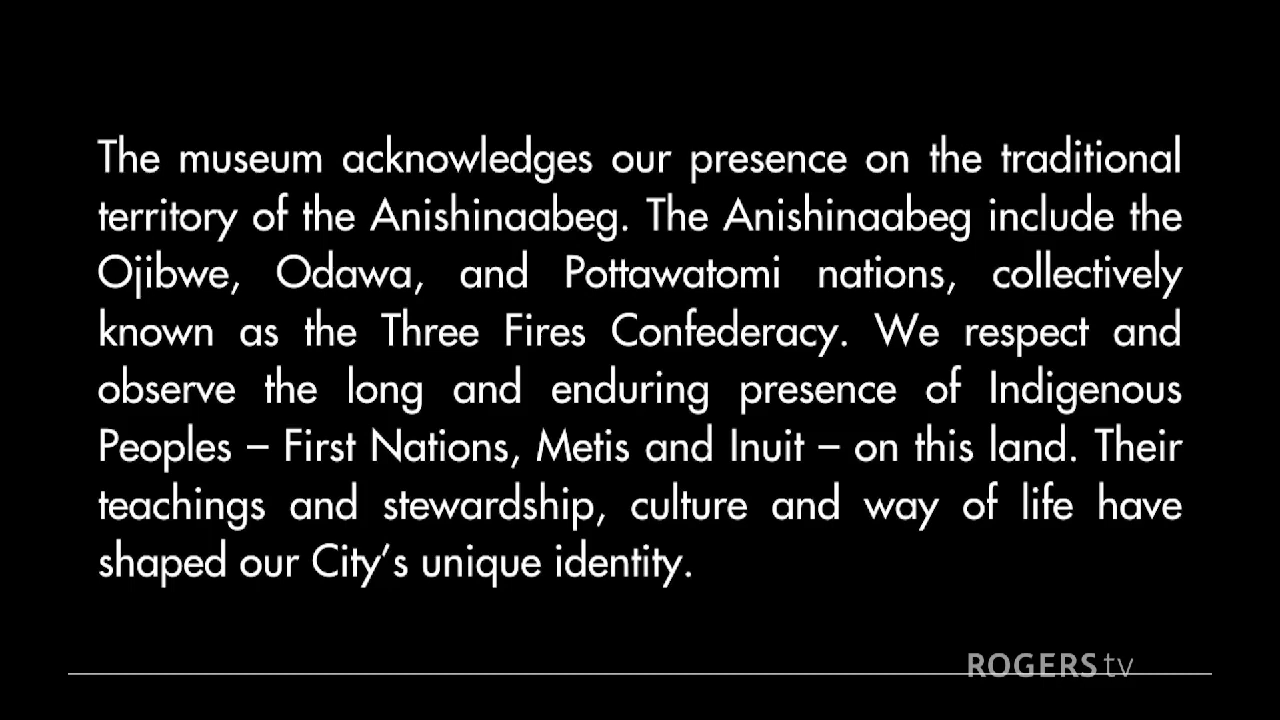 The museum acknowledges our presence on the traditional
territory of the Anishinaabeg. The Anishinaabeg include the
Ojibwe, Odawa, and Pottawatomi nations, collectively
known as the Three Fires Confederacy. We respect and
observe the long and enduring presence of Indigenous
Peoples – First Nations, Metis and Inuit – on this land. Their
teachings and stewardship, culture and way of life have
shaped our City’s unique identity.
ROGERS tv